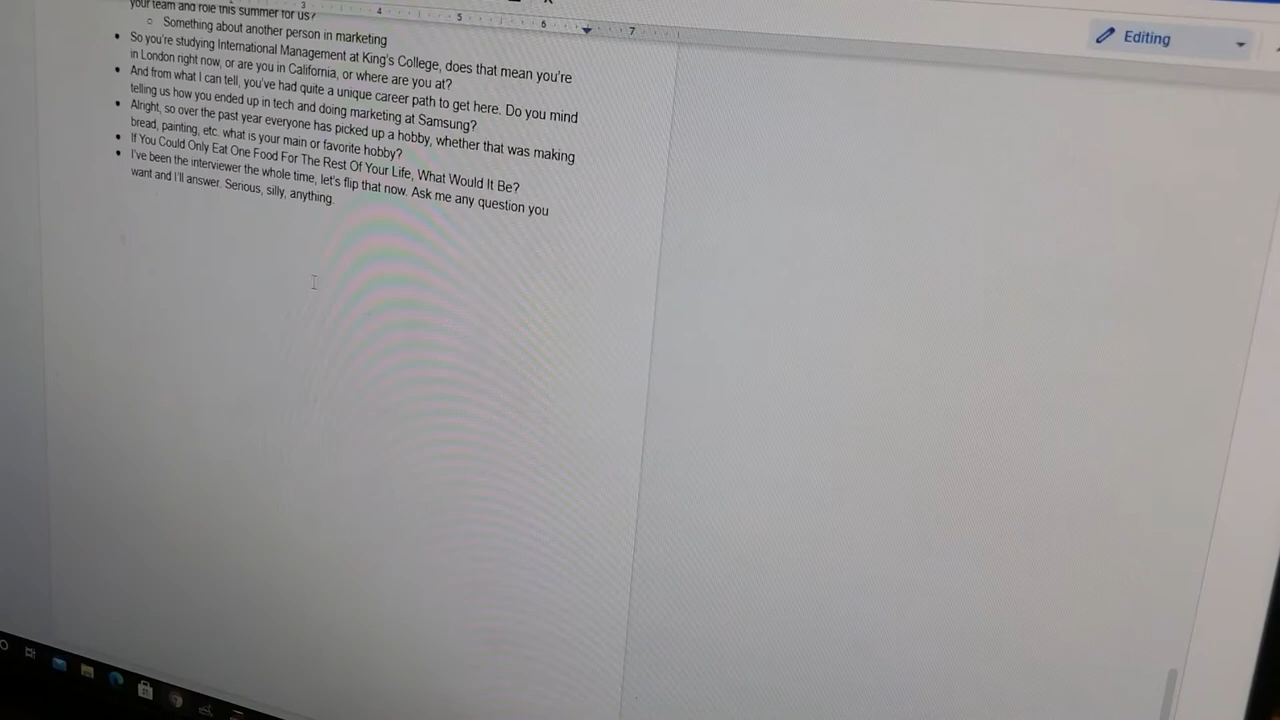 3 4 5 6 7
Editing
your team and role this summer for us?
Something about another person in marketing
So you're studying International Management at King's College, does that mean you're
in London right now, or are you in California, or where are you at?
And from what I can tell, you've had quite a unique career path to get here. Do you mind
telling us how you ended up in tech and doing marketing at Samsung?
Alright, so over the past year everyone has picked up a hobby, whether that was making
bread, painting, etc. what is your main or favorite hobby?
If You Could Only Eat One Food For The Rest Of Your Life, What Would It Be?
I've been the interviewer the whole time, let's flip that now. Ask me any question you
want and I'll answer. Serious, silly, anything.